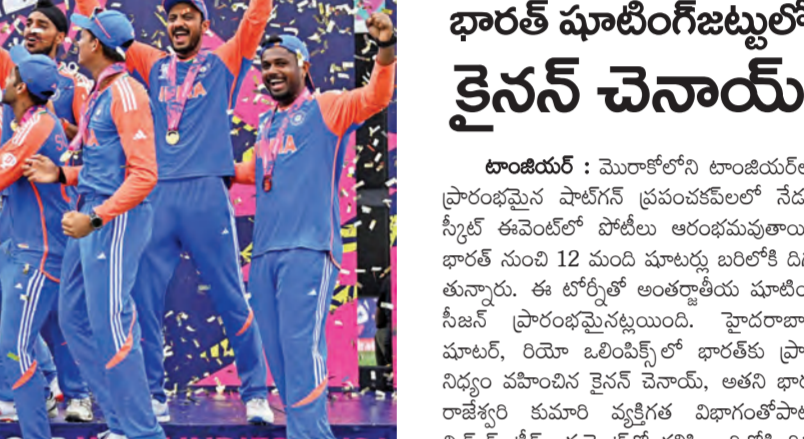 భారత్ షూటింగ్‌జట్టులో
కైనన్ చెనాయ్
టాంజియర్ : మొరాకోలోని టాంజియర్‌ల
ప్రారంభమైన షాట్‌గన్ ప్రపంచకప్‌లలో నేడు
స్కీట్ ఈవెంట్‌లో పోటీలు ఆరంభమవుతాయి
భారత్ నుంచి 12 మంది షూటర్లు బరిలోకి
తున్నారు. ఈ టోర్నీతో అంతర్జాతీయ
సీజన్ ప్రారంభమైనట్లయింది.
షూటర్, రియో ఒలింపిక్స్‌లో భారత్‌కు
నిధ్యం వహించిన కైనన్ చెనాయ్, అతని
రాజేశ్వరి కుమారి వ్యక్తిగత